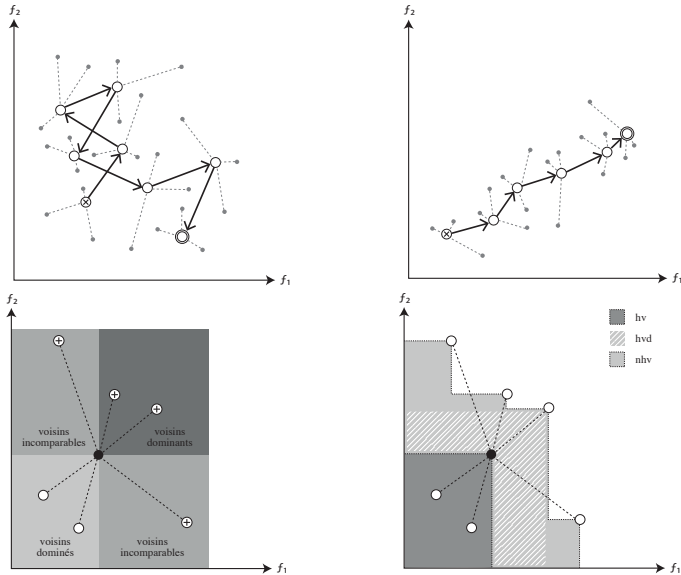 f₂
f₁
f₂
f₁
f₂
voisins
incomparables
voisins
dominants
voisins
dominés
voisins
incomparables
f₁
f₂
hv
hvd
nhv
f₁